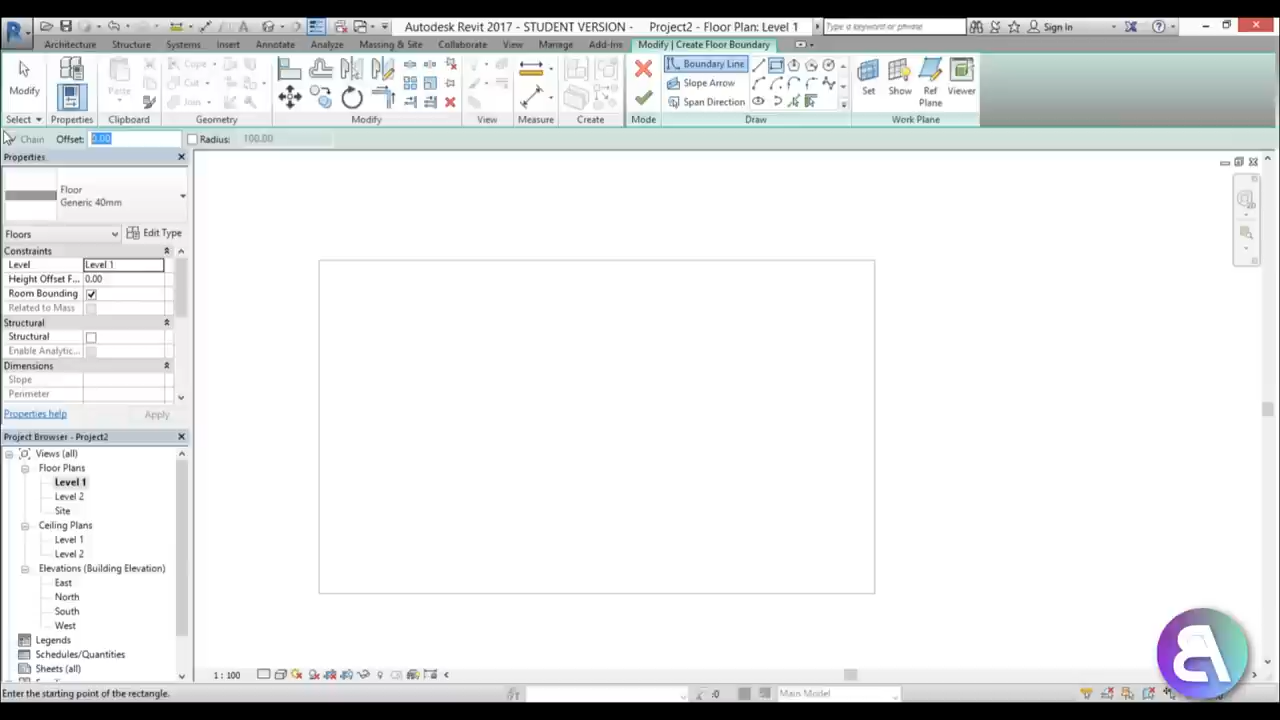 Autodesk Revit 2017 - STUDENT VERSION - Project2 - Floor Plan: Level 1
Type a keyword or phrase
Sign In
Architecture Structure Systems Insert Annotate Analyze Massing & Site Collaborate View Manage Add-Ins Modify | Create Floor Boundary
Modify
Paste
Cope
Cut
Join
Boundary Line
Slope Arrow
Span Direction
Set Show Ref Plane Viewer
Select Properties Clipboard Geometry Modify View Measure Create Mode Draw Work Plane
Chain Offset: 0.00 Radius: 100.00
Properties
Floor
Generic 40mm
Floors Edit Type
Constraints
Level Level 1
Height Offset F... 0.00
Room Bounding
Related to Mass
Structural
Structural
Enable Analytic...
Dimensions
Slope
Perimeter
Properties help Apply
Project Browser - Project2
Views (all)
Floor Plans
Level 1
Level 2
Site
Ceiling Plans
Level 1
Level 2
Elevations (Building Elevation)
East
North
South
West
Legends
Schedules/Quantities
Sheets (all)
1 : 100
Enter the starting point of the rectangle.
:0
Main Model